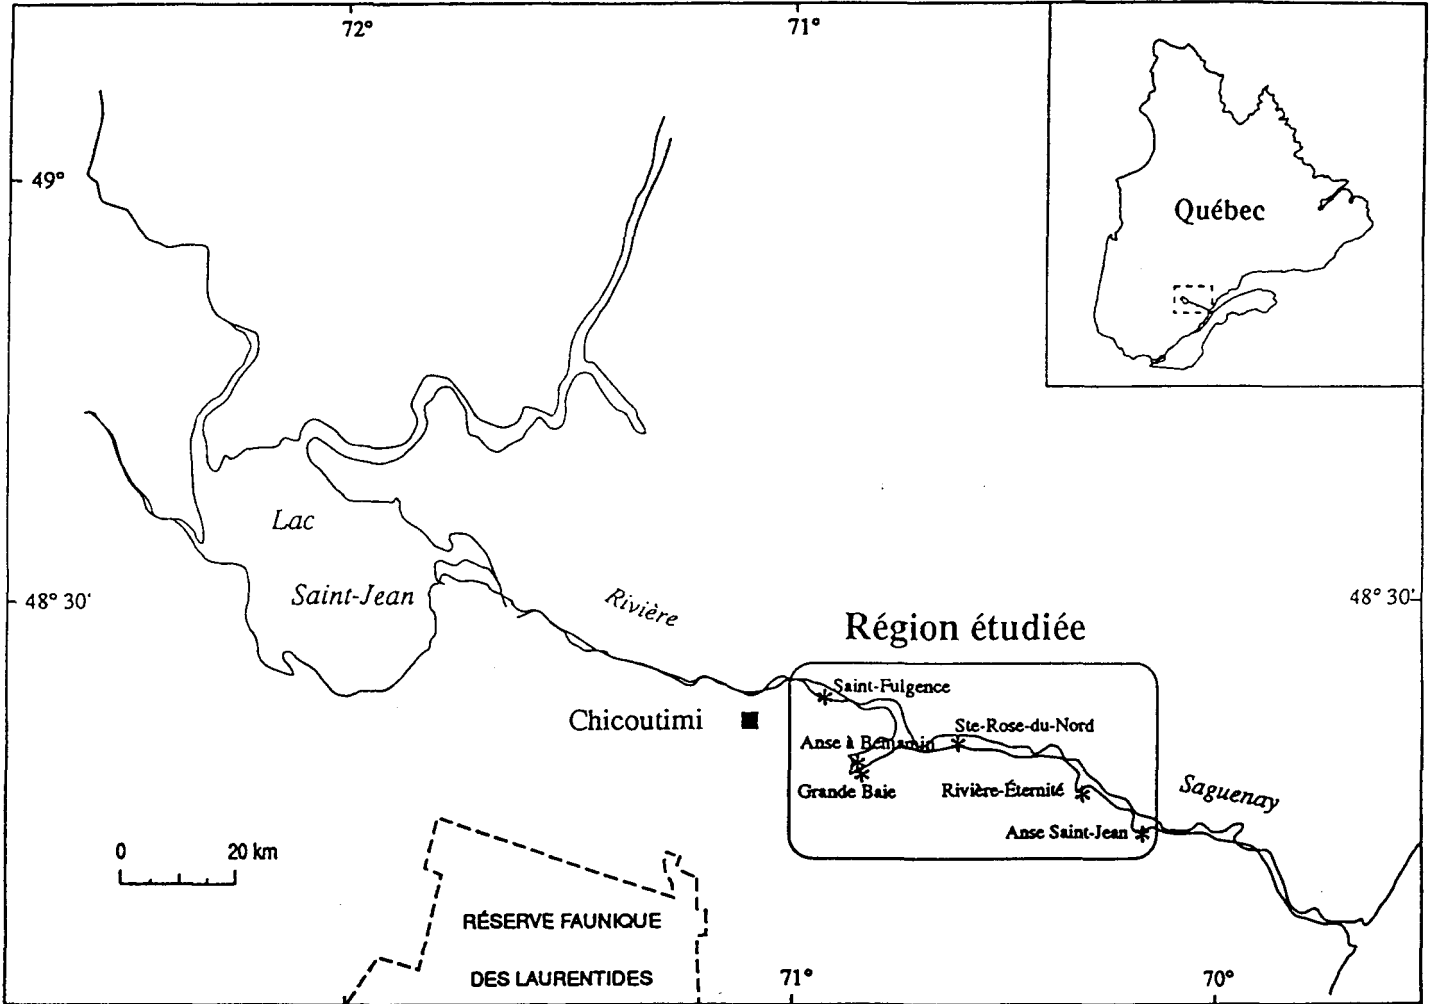 72°
71°
49°
Québec
Lac
Saint-Jean
48° 30'
Rivière
48° 30'
Région étudiée
Saint-Fulgence
Chicoutimi
Ste-Rose-du-Nord
Anse à Benjamin
Grande Baie
Rivière-Éternité
Saguenay
Anse Saint-Jean
0 20 km
RÉSERVE FAUNIQUE
DES LAURENTIDES
71°
70°